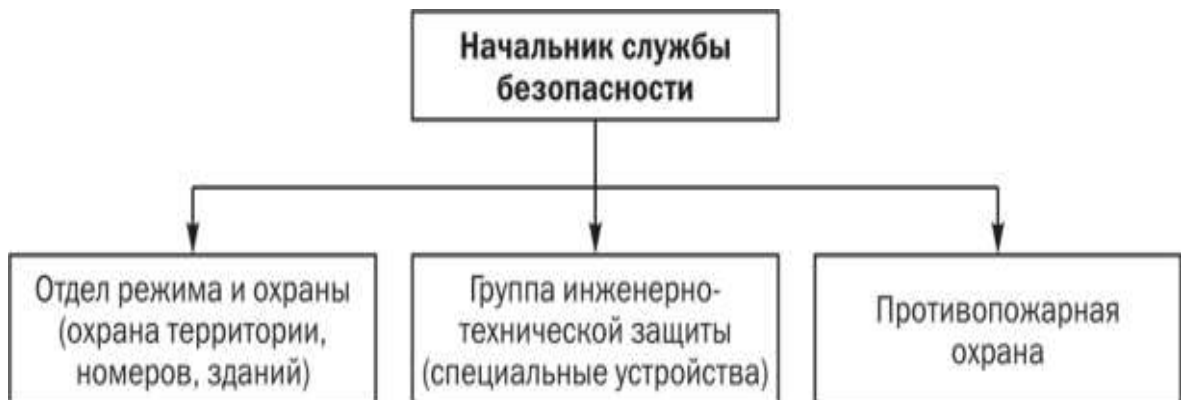 Начальник службы
безопасности
Отдел режима и охраны
(охрана территории,
номеров, зданий)
Группа инженерно-
технической защиты
(специальные устройства)
Противопожарная
охрана